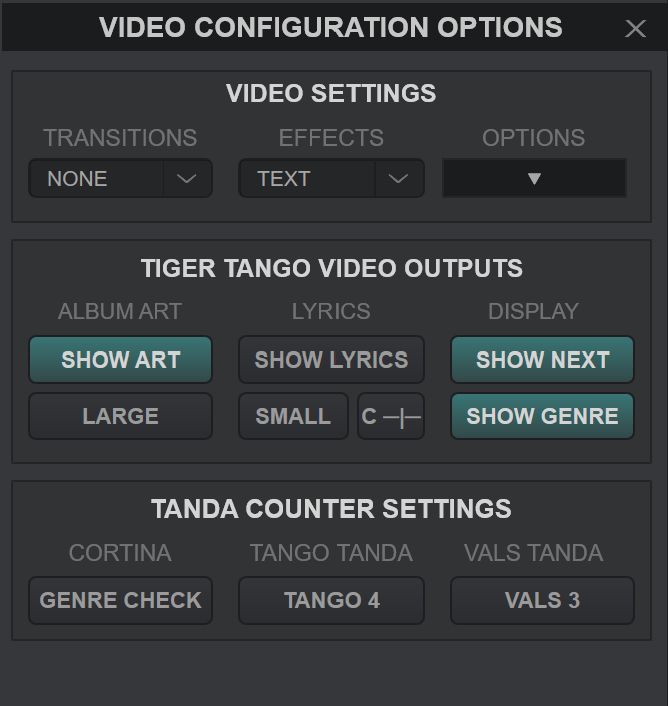 VIDEO CONFIGURATION OPTIONS
VIDEO SETTINGS
TRANSITIONS EFFECTS OPTIONS
NONE TEXT ▼
TIGER TANGO VIDEO OUTPUTS
ALBUM ART LYRICS DISPLAY
SHOW ART SHOW LYRICS SHOW NEXT
LARGE SMALL C —|— SHOW GENRE
TANDA COUNTER SETTINGS
CORTINA TANGO TANDA VALS TANDA
GENRE CHECK TANGO 4 VALS 3